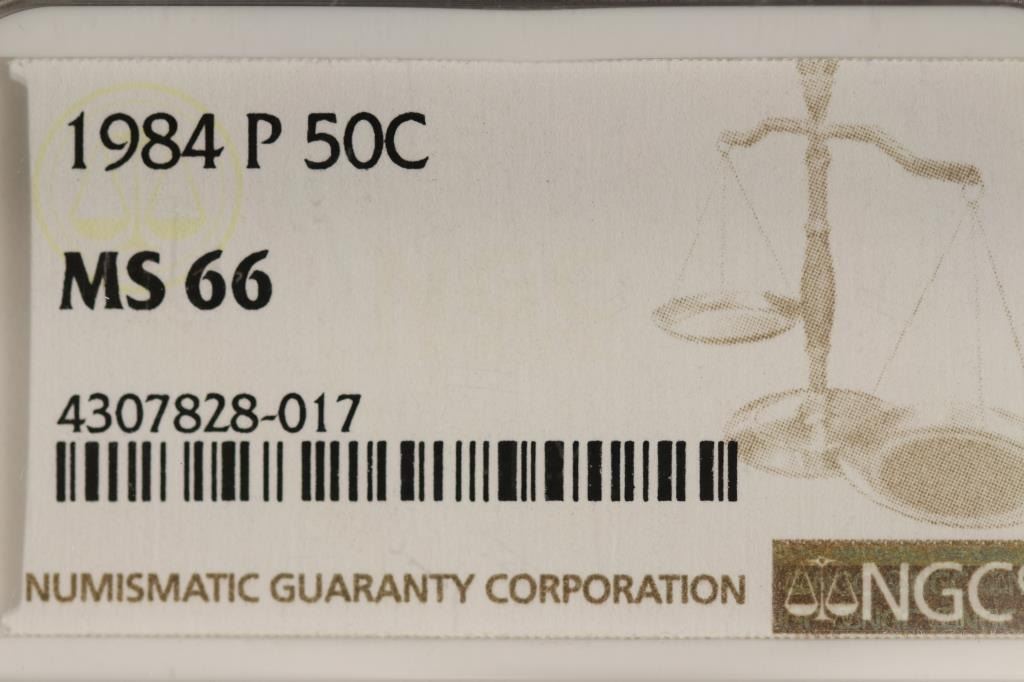 1984 P 50C
MS 66
4307828-017
NUMISMATIC GUARANTY CORPORATION
NGC